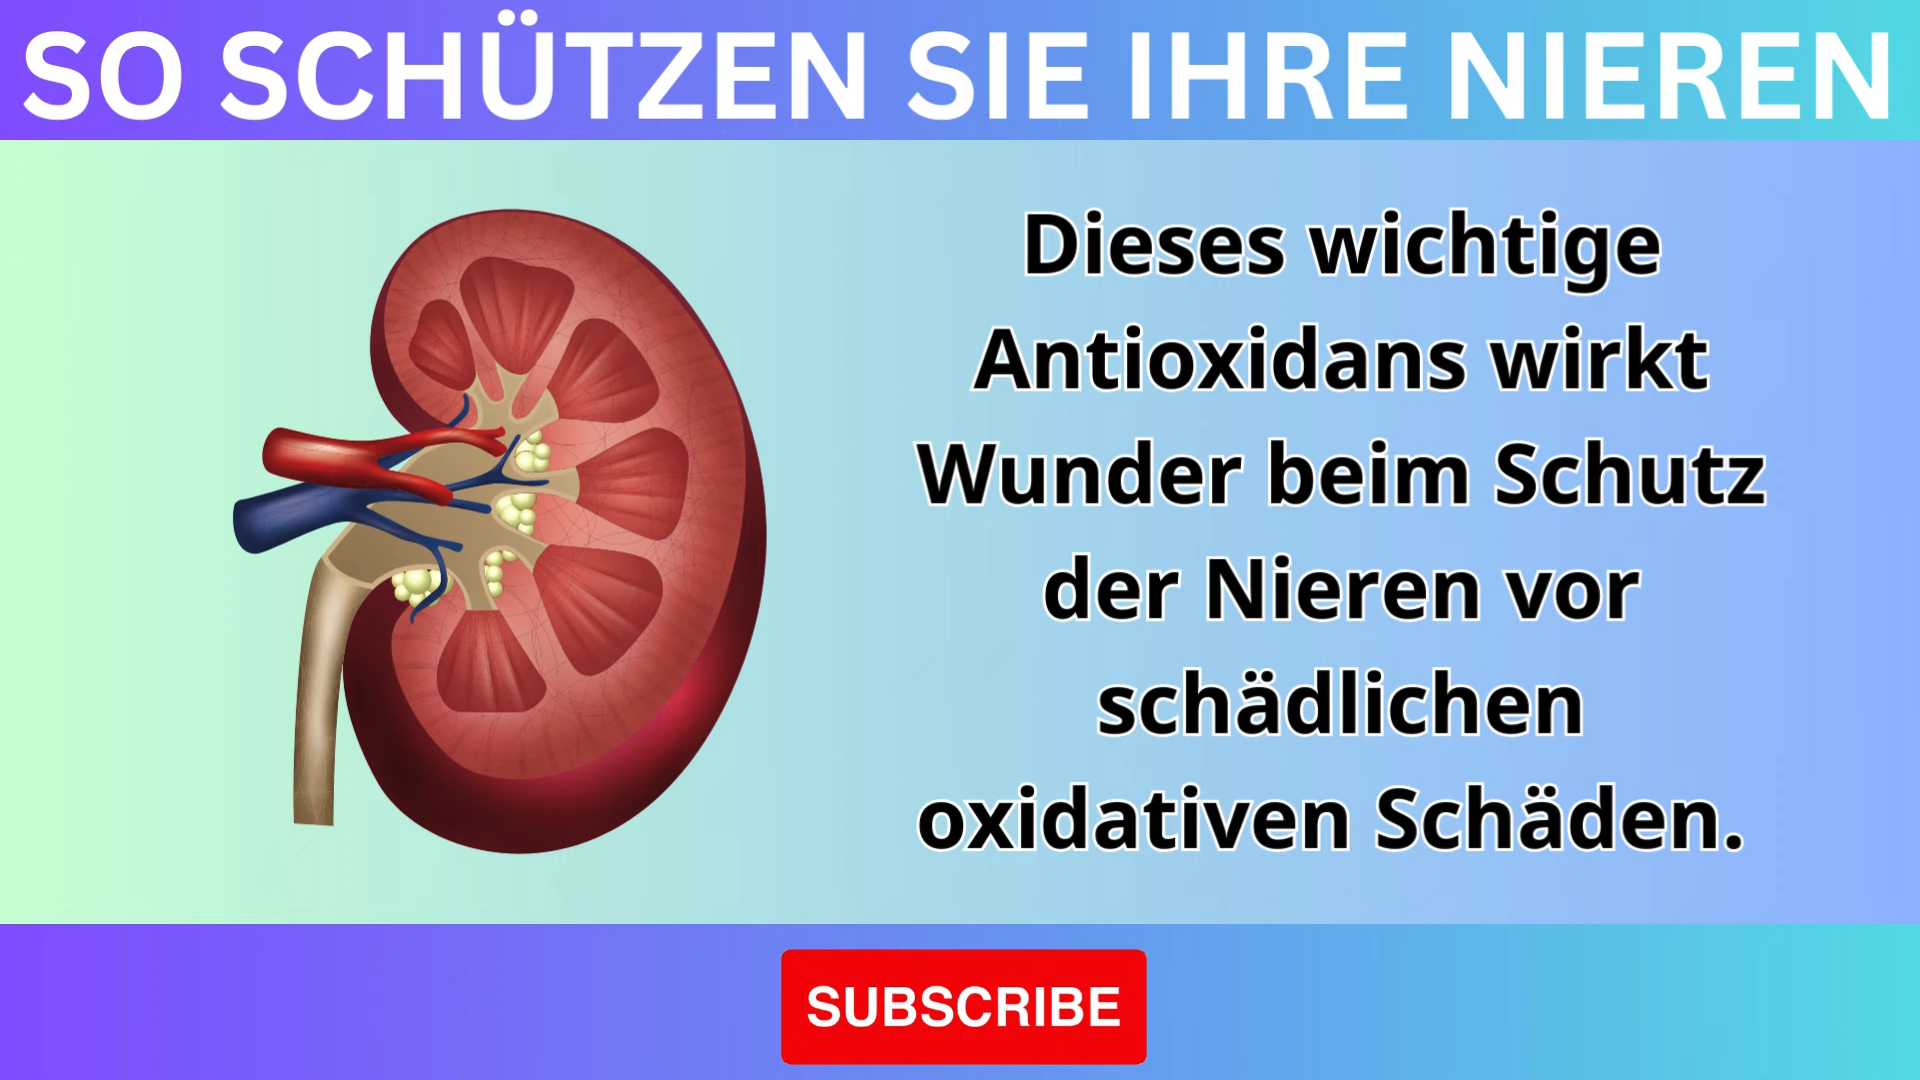 SO SCHÜTZEN SIE IHRE NIEREN
Dieses wichtige
Antioxidans wirkt
Wunder beim Schutz
der Nieren vor
schädlichen
oxidativen Schäden.
SUBSCRIBE